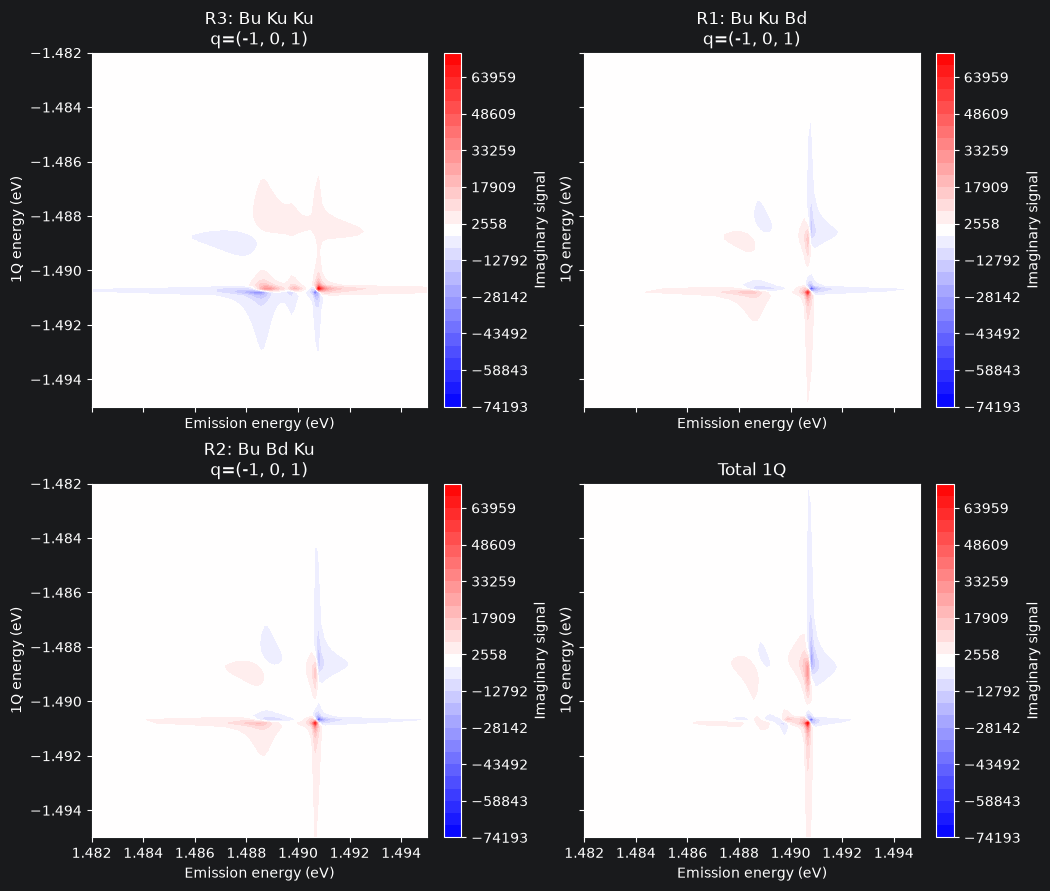 R3: Bu Ku Ku
q=(-1, 0, 1)
−1.482
−1.484
−1.486
−1.488
−1.490
−1.492
−1.494
1Q energy (eV)
Emission energy (eV)
63959
48609
33259
17909
2558
−12792
−28142
−43492
−58843
−74193
Imaginary signal
R1: Bu Ku Bd
q=(-1, 0, 1)
1Q energy (eV)
Emission energy (eV)
63959
48609
33259
17909
2558
−12792
−28142
−43492
−58843
−74193
Imaginary signal
R2: Bu Bd Ku
q=(-1, 0, 1)
−1.482
−1.484
−1.486
−1.488
−1.490
−1.492
−1.494
1Q energy (eV)
1.482 1.484 1.486 1.488 1.490 1.492 1.494
Emission energy (eV)
63959
48609
33259
17909
2558
−12792
−28142
−43492
−58843
−74193
Imaginary signal
Total 1Q
1Q energy (eV)
1.482 1.484 1.486 1.488 1.490 1.492 1.494
Emission energy (eV)
63959
48609
33259
17909
2558
−12792
−28142
−43492
−58843
−74193
Imaginary signal